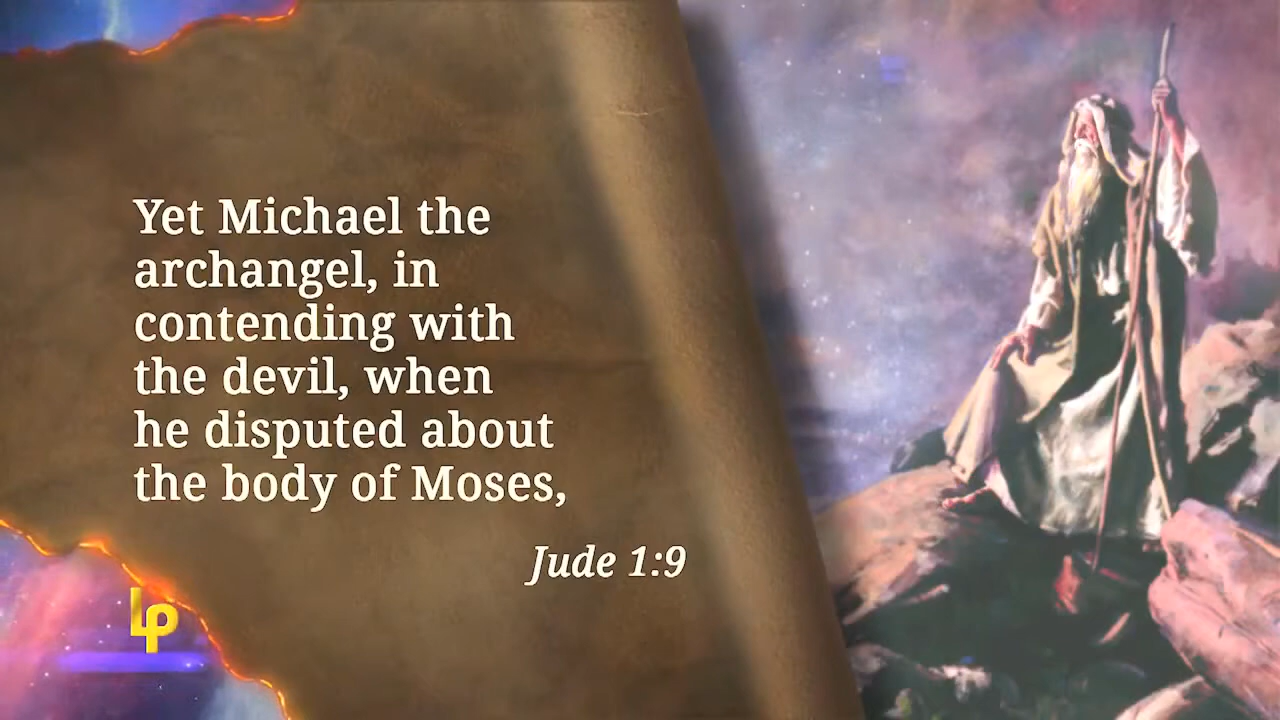 Yet Michael the
archangel, in
contending with
the devil, when
he disputed about
the body of Moses,
Jude 1:9
LP